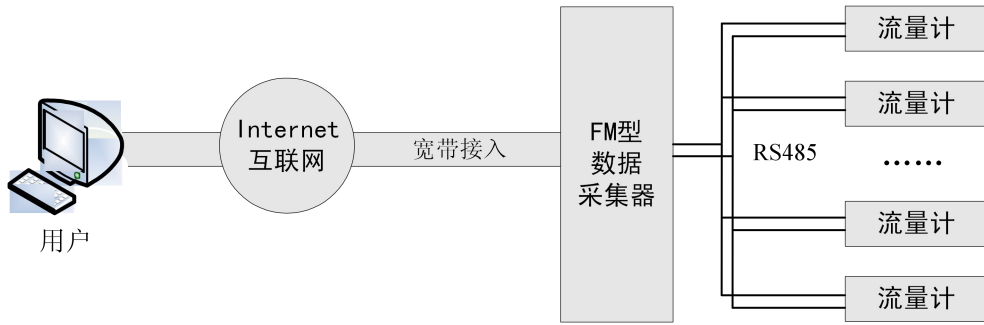 用户
Internet
互联网
宽带接入
FM型
数据
采集器
RS485
流量计
流量计
……
流量计
流量计